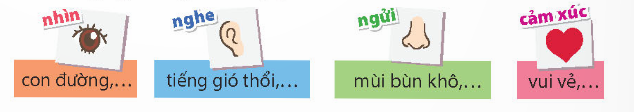 nhìn
nghe
ngửi
cảm xúc
con đường,...
tiếng gió thổi,...
mùi bùn khô,...
vui vẻ,...